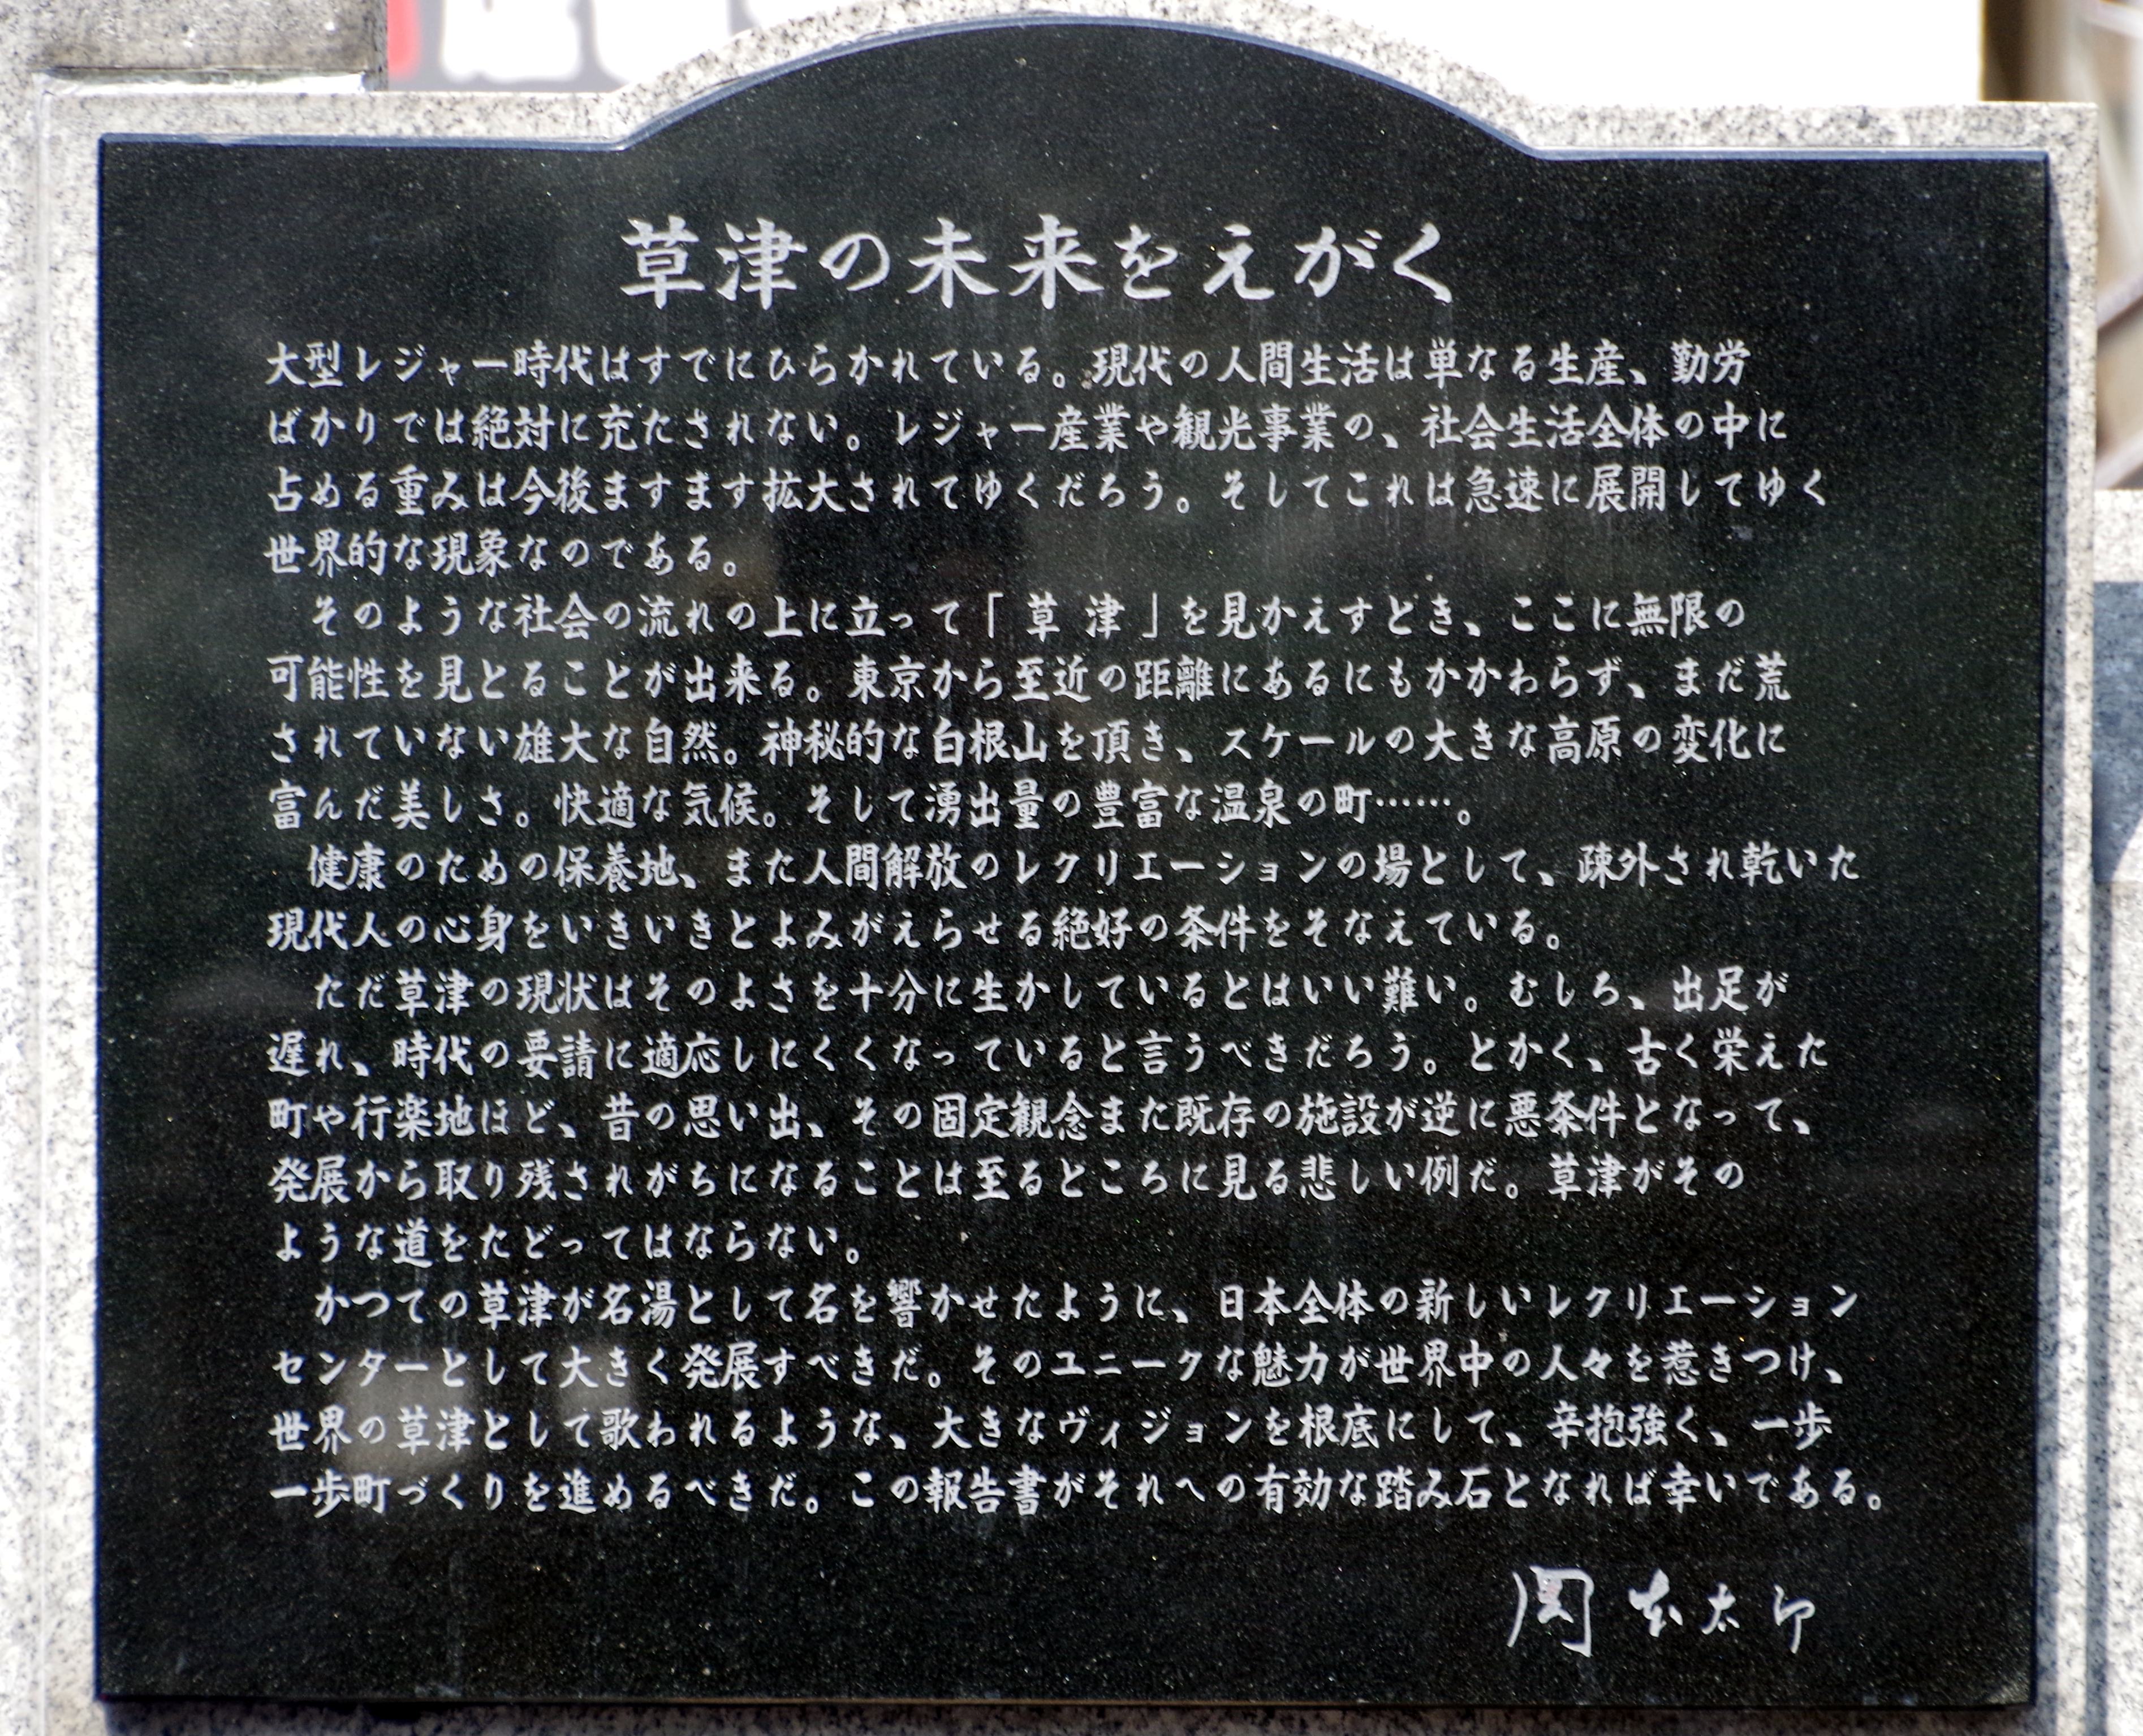 草津の未来をえがく
大型レジャー時代はすでにひらかれている。現代の人間生活は単なる生産、勤労
ばかりでは絶対に充たされない。レジャー産業や観光事業の、社会生活全体の中に
占める重みは今後ますます拡大されてゆくだろう。そしてこれは急速に展開してゆく
世界的な現象なのである。
そのような社会の流れの上に立って「草津」を見かえすとき、ここに無限の
可能性を見とることが出来る。東京から至近の距離にあるにもかかわらず、まだ荒
されていない雄大な自然。神秘的な白根山を頂き、スケールの大きな高原の変化に
富んだ美しさ。快適な気候。そして湧出量の豊富な温泉の町……。
健康のための保養地、また人間解放のレクリエーションの場として、疎外され乾いた
現代人の心身をいきいきとよみがえらせる絶好の条件をそなえている。
ただ草津の現状はそのよさを十分に生かしているとはいい難い。むしろ、出足が
遅れ、時代の要請に適応しにくくなっていると言うべきだろう。とかく、古く栄えた
町や行楽地ほど、昔の思い出、その固定観念また既存の施設が逆に悪条件となって、
発展から取り残されがちになることは至るところに見る悲しい例だ。草津がその
ような道をたどってはならない。
かつての草津が名湯として名を響かせたように、日本全体の新しいレクリエーション
センターとして大きく発展すべきだ。そのユニークな魅力が世界中の人々を惹きつけ、
世界の草津として歌われるような、大きなヴィジョンを根底にして、辛抱強く、一歩
一歩町づくりを進めるべきだ。この報告書がそれへの有効な踏み石となれば幸いである。
岡本太郎